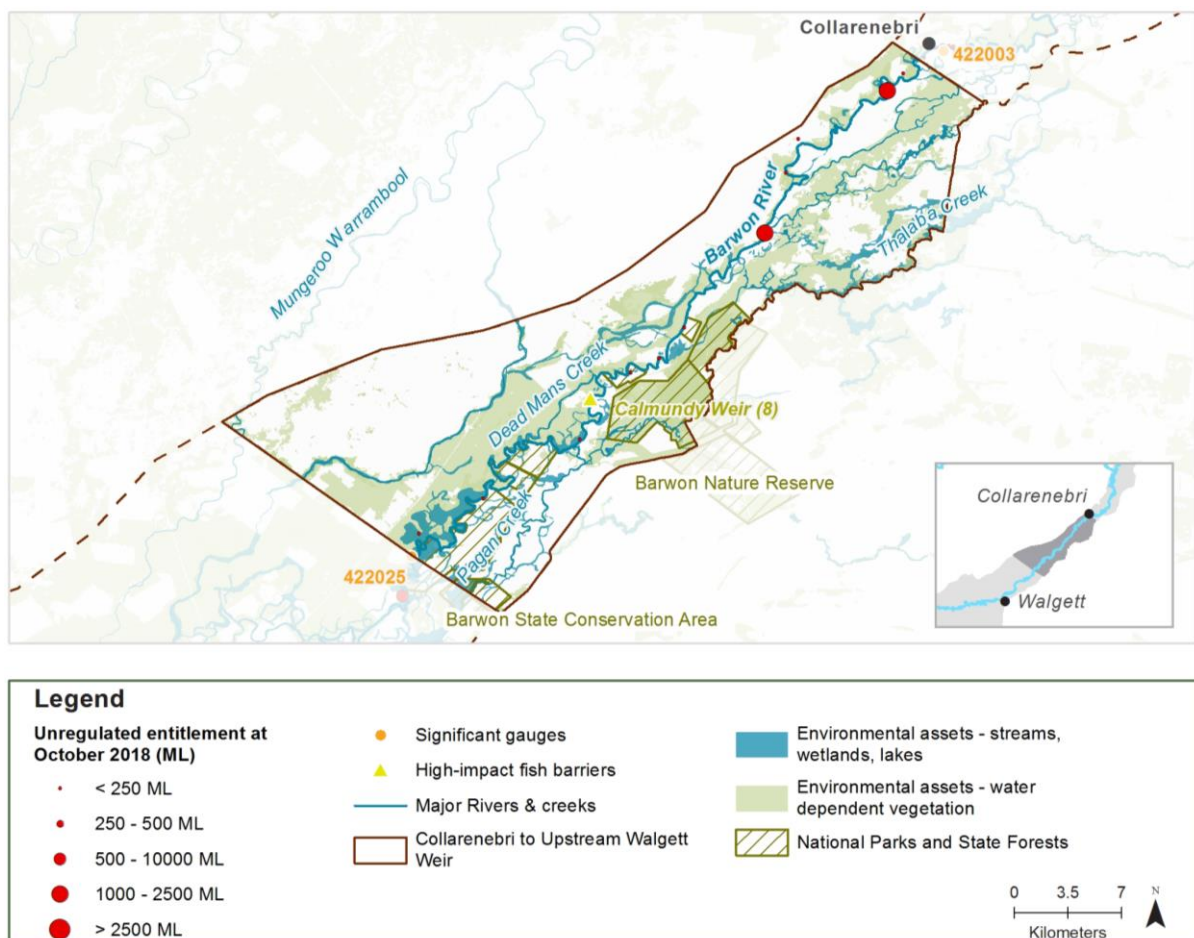 Collarenebri
422003
Mungeroo Warrambool
Barwon River
Thalaba Creek
Dead Mans Creek
Calmundy Weir (8)
Barwon Nature Reserve
Pagan Creek
422025
Barwon State Conservation Area
Collarenebri
Walgett
Legend
Unregulated entitlement at
October 2018 (ML)
< 250 ML
250 - 500 ML
500 - 10000 ML
1000 - 2500 ML
> 2500 ML
Significant gauges
High-impact fish barriers
Major Rivers & creeks
Collarenebri to Upstream Walgett
Weir
Environmental assets - streams,
wetlands, lakes
Environmental assets - water
dependent vegetation
National Parks and State Forests
0 3.5 7
Kilometers
N